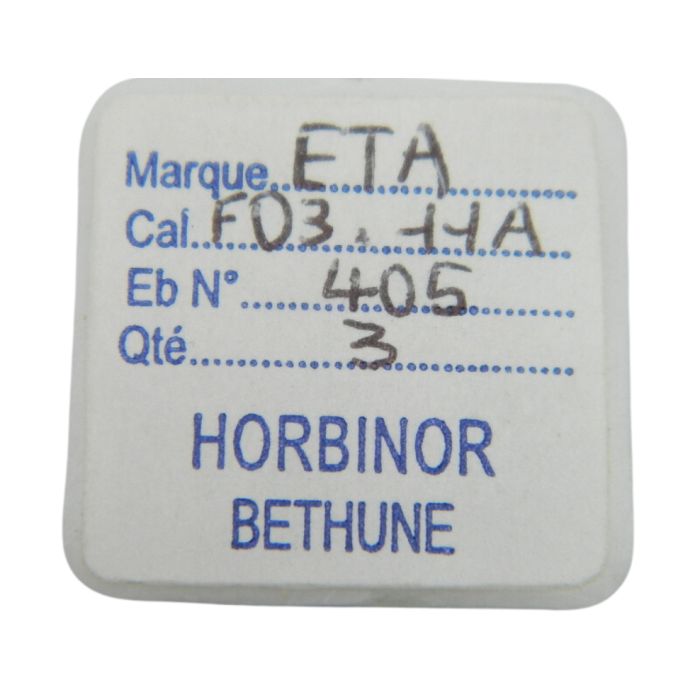 Marque ETA
Cal. F03.11A
Eb N° 405
Qté 3
HORBINOR
BETHUNE